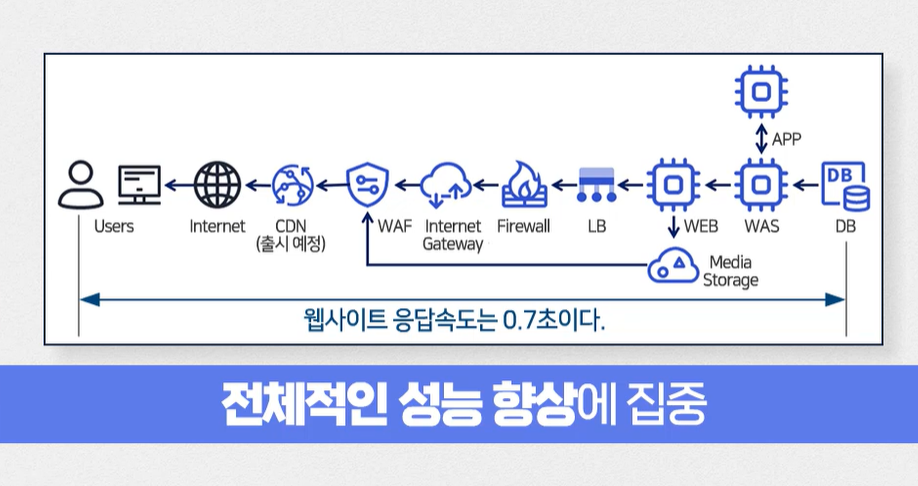 APP
DB
Users
Internet
CDN
(출시 예정)
WAF
Internet
Gateway
Firewall
LB
WEB
WAS
DB
Media
Storage
웹사이트 응답속도는 0.7초이다.
전체적인 성능 향상에 집중